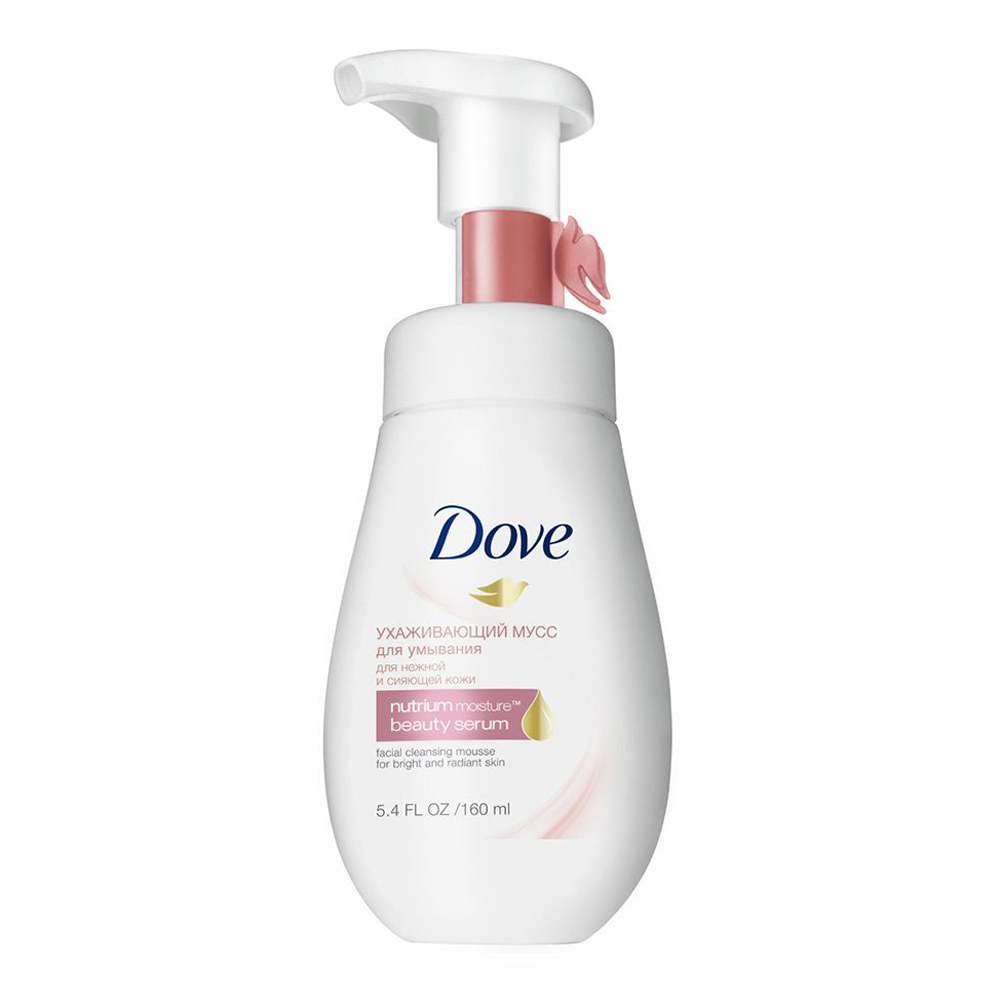 Dove
УХАЖИВАЮЩИЙ МУСС
для умывания
для нежной
и сияющей кожи
nutrium moisture™
beauty serum
facial cleansing mousse
for bright and radiant skin
5.4 FL OZ /160 ml